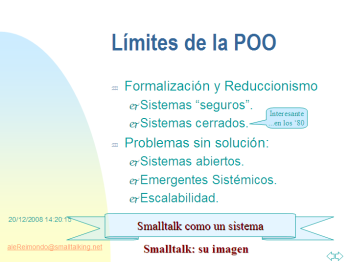 Límites de la POO
Formalización y Reduccionismo
Sistemas “seguros”.
Sistemas cerrados.
Interesante
en los '80
Problemas sin solución:
Sistemas abiertos.
Emergentes Sistémicos.
Escalabilidad.
20/12/2008 14:20:15
aleReimondo@smalltalking.net
Smalltalk como un sistema
Smalltalk: su imagen